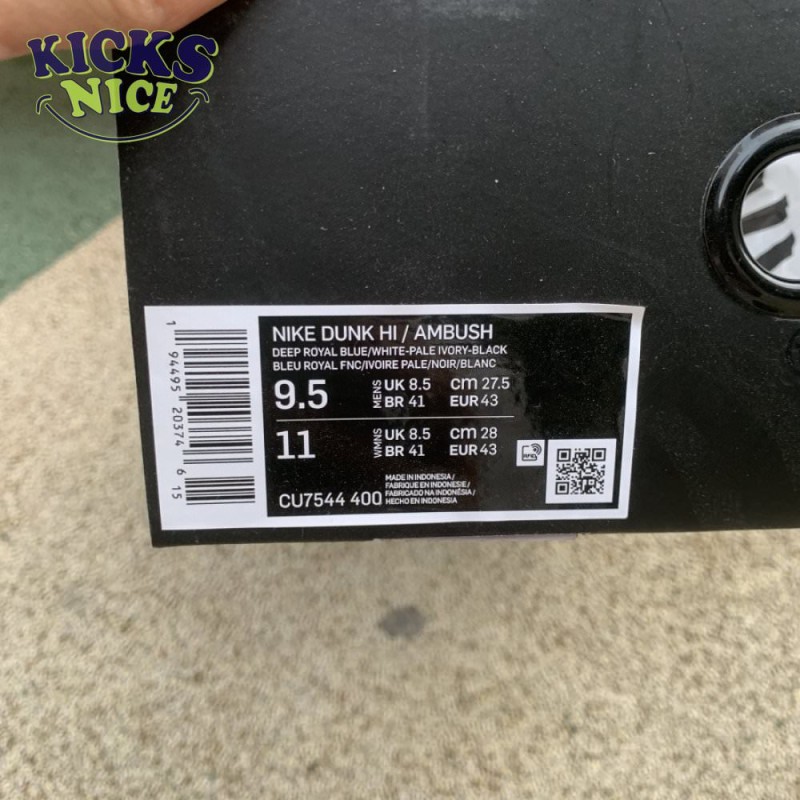 KICKS
NICE
NIKE DUNK HI / AMBUSH
DEEP ROYAL BLUE/WHITE-PALE IVORY-BLACK
BLEU ROYAL FNC/IVOIRE PALE/NOIR/BLANC
9.5 MENS UK 8.5 cm 27.5
BR 41 EUR 43
11 WMNS UK 8.5 cm 28
BR 41 EUR 43
CU7544 400
MADE IN INDONESIA /
FABRIQUE EN INDONESIE /
FABRICADO NA INDONÉSIA /
HECHO EN INDONESIA
RFID
1 94495 20374 6 15